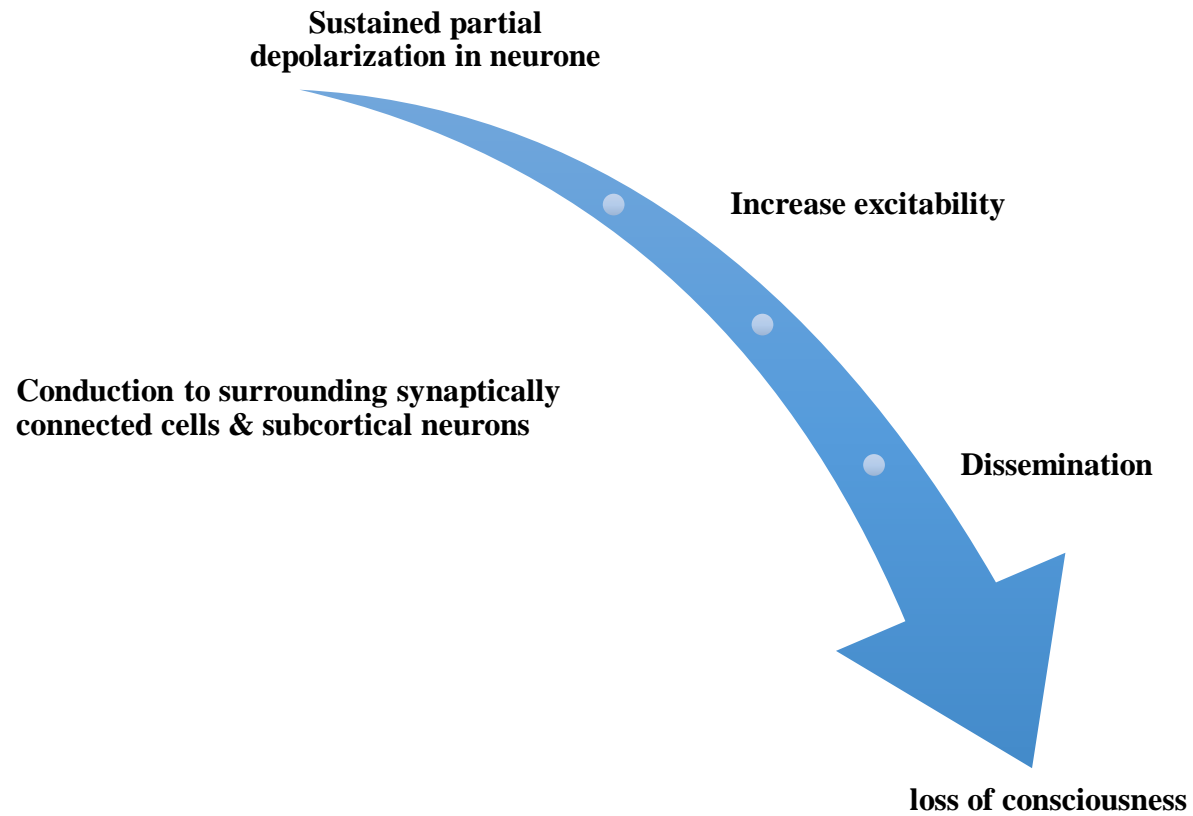 Sustained partial
depolarization in neurone
Increase excitability
Conduction to surrounding synaptically
connected cells & subcortical neurons
Dissemination
loss of consciousness